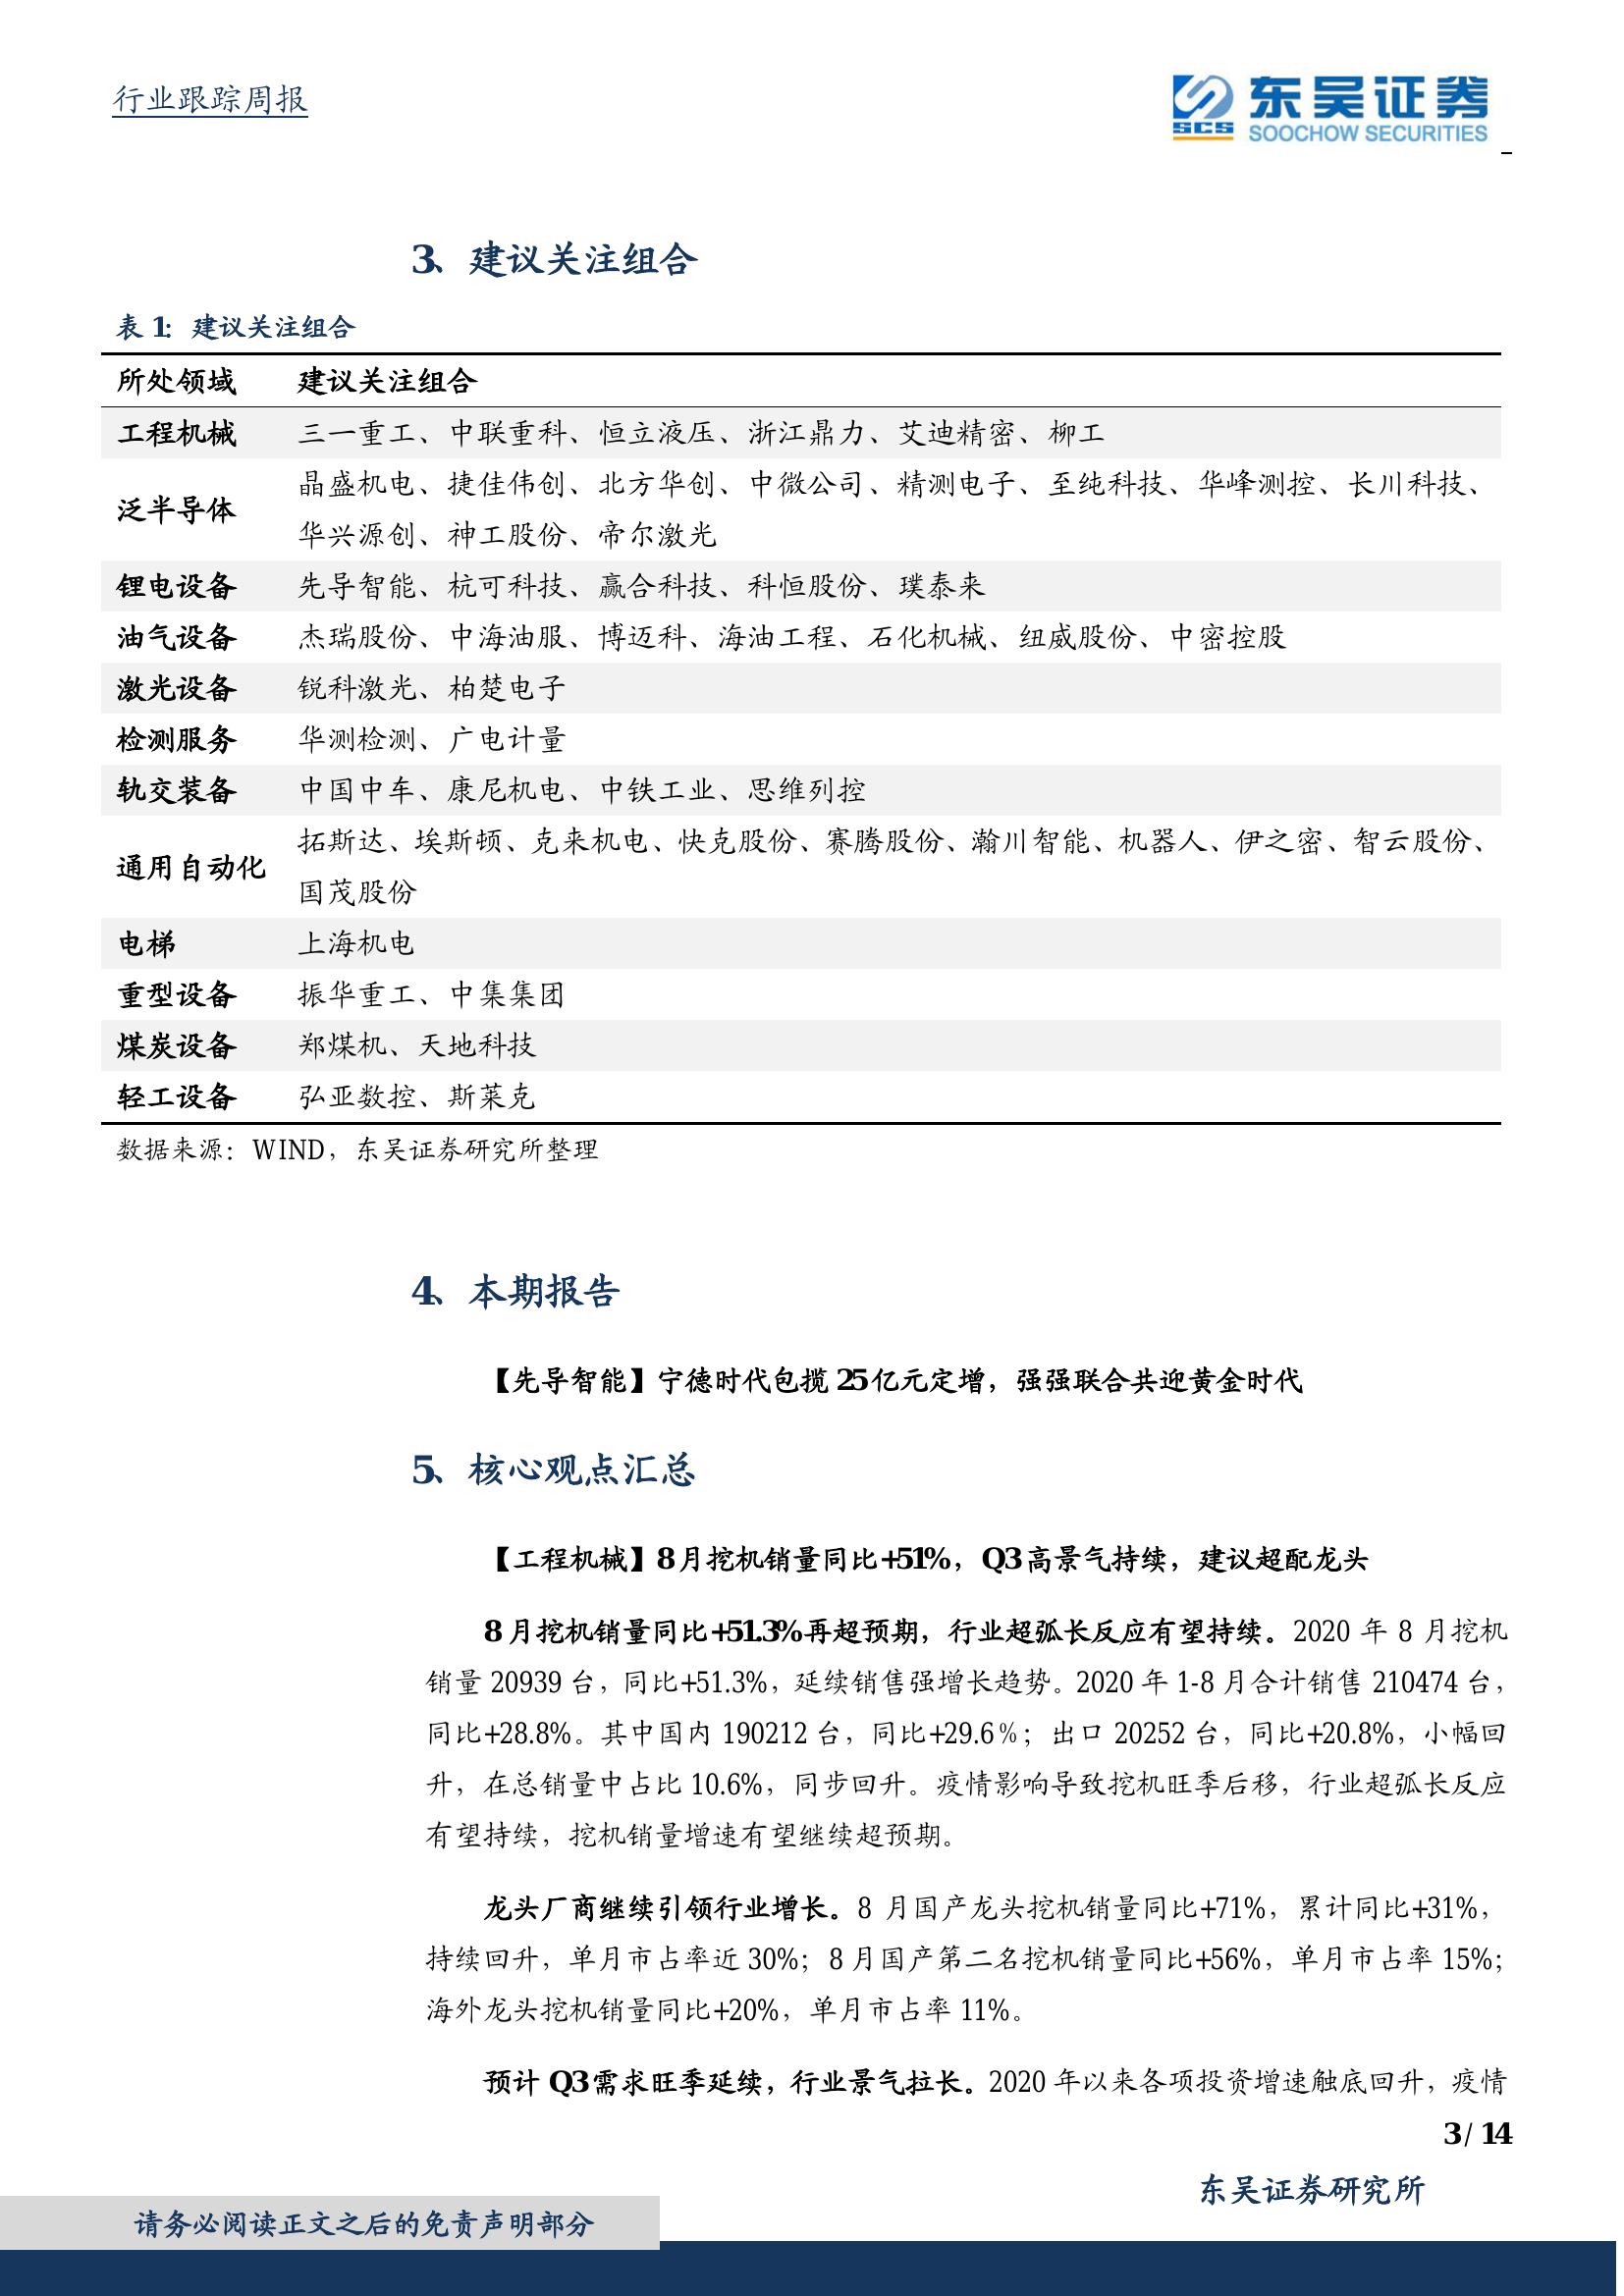 行业跟踪周报
SCS 东吴证券
SOOCHOW SECURITIES
3、建议关注组合
表 1：建议关注组合
所处领域 建议关注组合
工程机械 三一重工、中联重科、恒立液压、浙江鼎力、艾迪精密、柳工
泛半导体 晶盛机电、捷佳伟创、北方华创、中微公司、精测电子、至纯科技、华峰测控、长川科技、
华兴源创、神工股份、帝尔激光
锂电设备 先导智能、杭可科技、赢合科技、科恒股份、璞泰来
油气设备 杰瑞股份、中海油服、博迈科、海油工程、石化机械、纽威股份、中密控股
激光设备 锐科激光、柏楚电子
检测服务 华测检测、广电计量
轨交装备 中国中车、康尼机电、中铁工业、思维列控
通用自动化 拓斯达、埃斯顿、克来机电、快克股份、赛腾股份、瀚川智能、机器人、伊之密、智云股份、
国茂股份
电梯 上海机电
重型设备 振华重工、中集集团
煤炭设备 郑煤机、天地科技
轻工设备 弘亚数控、斯莱克
数据来源：WIND，东吴证券研究所整理
4、本期报告
【先导智能】宁德时代包揽 25 亿元定增，强强联合共迎黄金时代
5、核心观点汇总
【工程机械】8 月挖机销量同比+51%，Q3 高景气持续，建议超配龙头
8 月挖机销量同比+51.3%再超预期，行业超弧长反应有望持续。2020 年 8 月挖机
销量 20939 台，同比+51.3%，延续销售强增长趋势。2020 年 1-8 月合计销售 210474 台，
同比+28.8%。其中国内 190212 台，同比+29.6%；出口 20252 台，同比+20.8%，小幅回
升，在总销量中占比 10.6%，同步回升。疫情影响导致挖机旺季后移，行业超弧长反应
有望持续，挖机销量增速有望继续超预期。
龙头厂商继续引领行业增长。8 月国产龙头挖机销量同比+71%，累计同比+31%，
持续回升，单月市占率近 30%；8 月国产第二名挖机销量同比+56%，单月市占率 15%；
海外龙头挖机销量同比+20%，单月市占率 11%。
预计 Q3 需求旺季延续，行业景气拉长。2020 年以来各项投资增速触底回升，疫情
3 / 14
东吴证券研究所
请务必阅读正文之后的免责声明部分